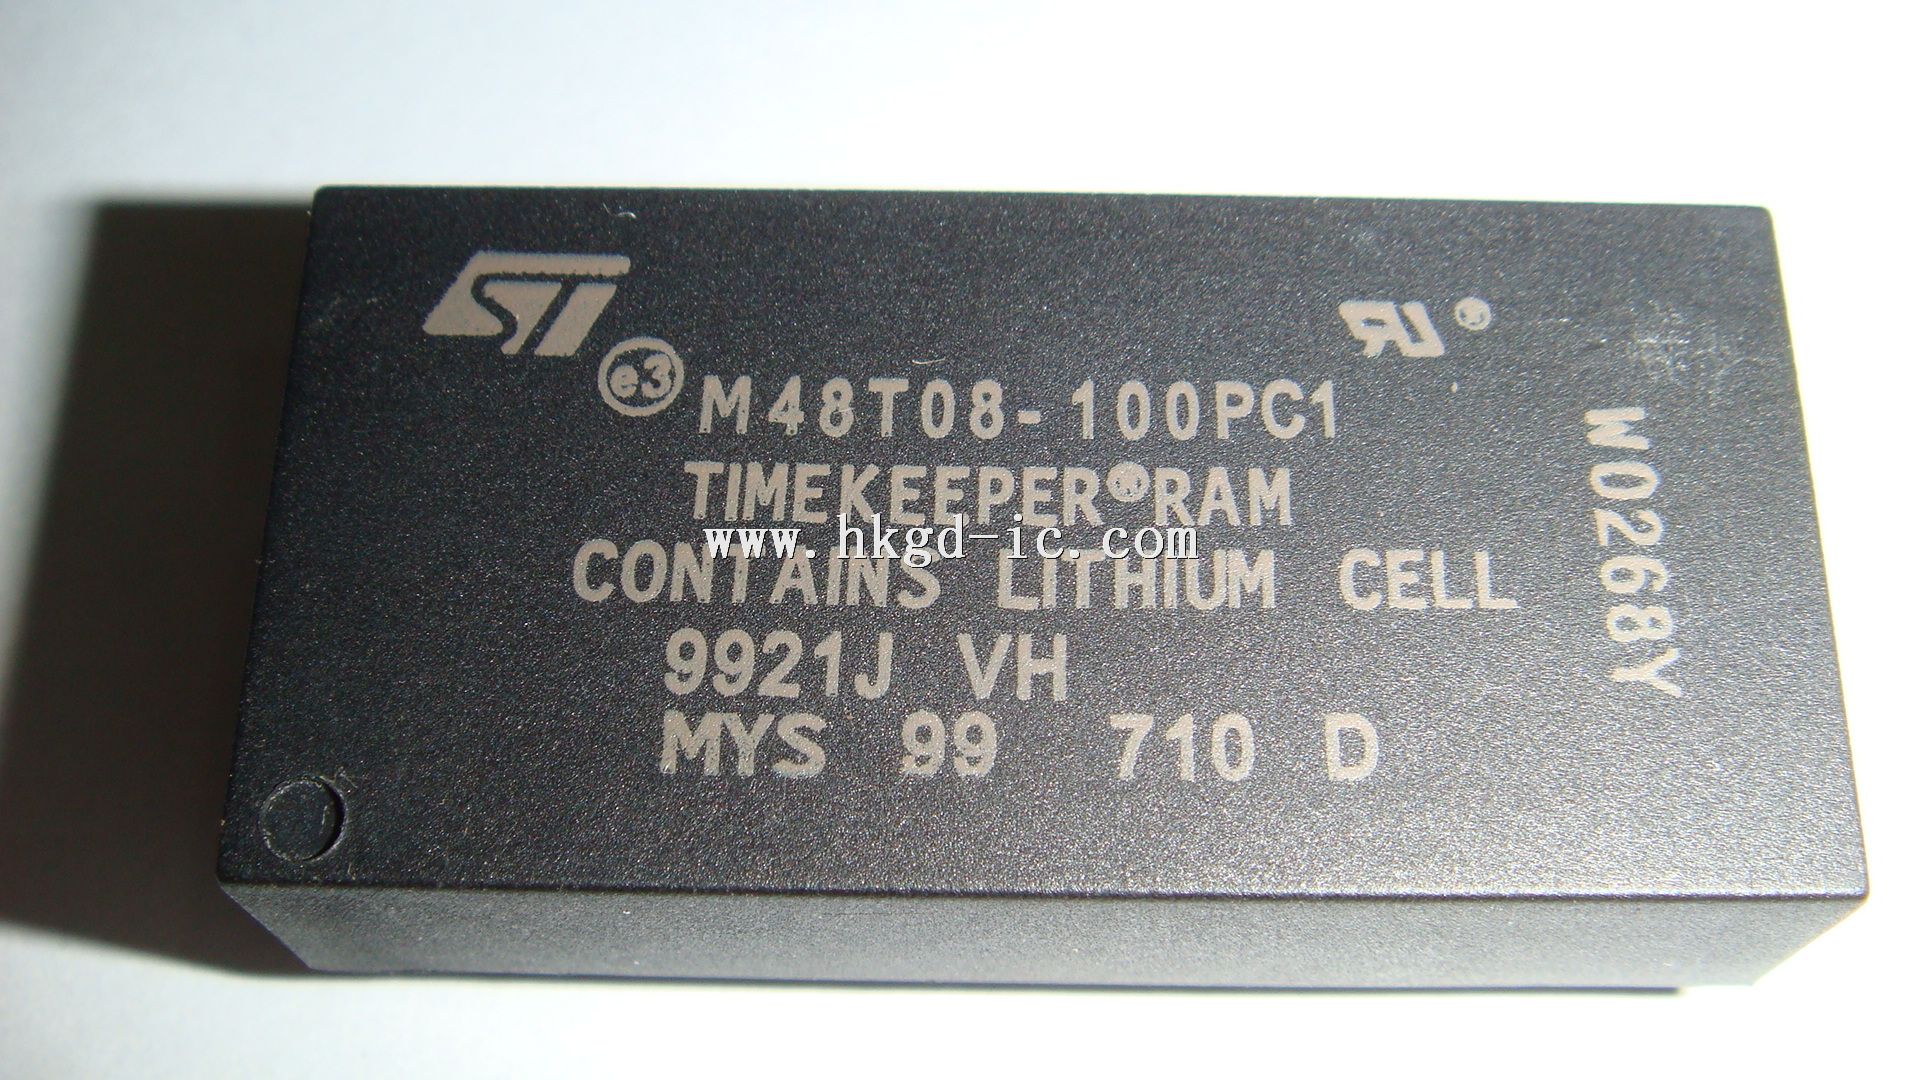 ST
e3 M48T08-100PC1
TIMEKEEPER® RAM
www.hkgd-ic.com
CONTAINS LITHIUM CELL
9921J VH
MYS 99 710 D
W0268Y